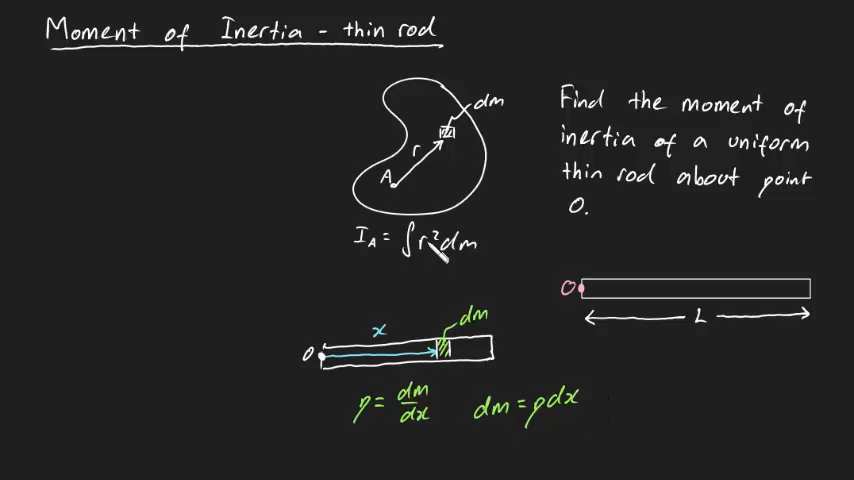 Moment of Inertia - thin rod
dm
r
A
I_A = ∫r²dm
Find the moment of
inertia of a uniform
thin rod about point
O.
O
L
dm
x
O
ρ = dm/dx
dm = ρdx